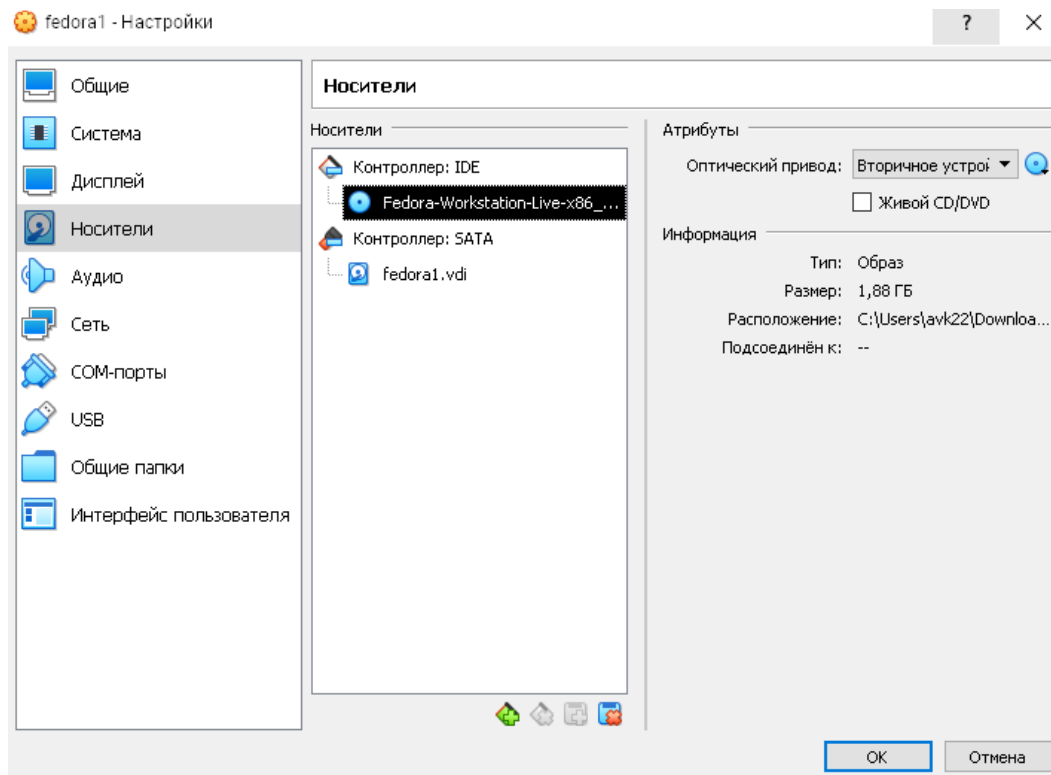 fedora1 - Настройки
?
Общие
Система
Дисплей
Носители
Аудио
Сеть
COM-порты
USB
Общие папки
Интерфейс пользователя
Носители
Носители
Контроллер: IDE
Fedora-Workstation-Live-x86_...
Контроллер: SATA
fedora1.vdi
Атрибуты
Оптический привод: Вторичное устрой
Живой CD/DVD
Информация
Тип: Образ
Размер: 1,88 ГБ
Расположение: C:\Users\avk22\Downloa...
Подсоединён к: --
OK
Отмена